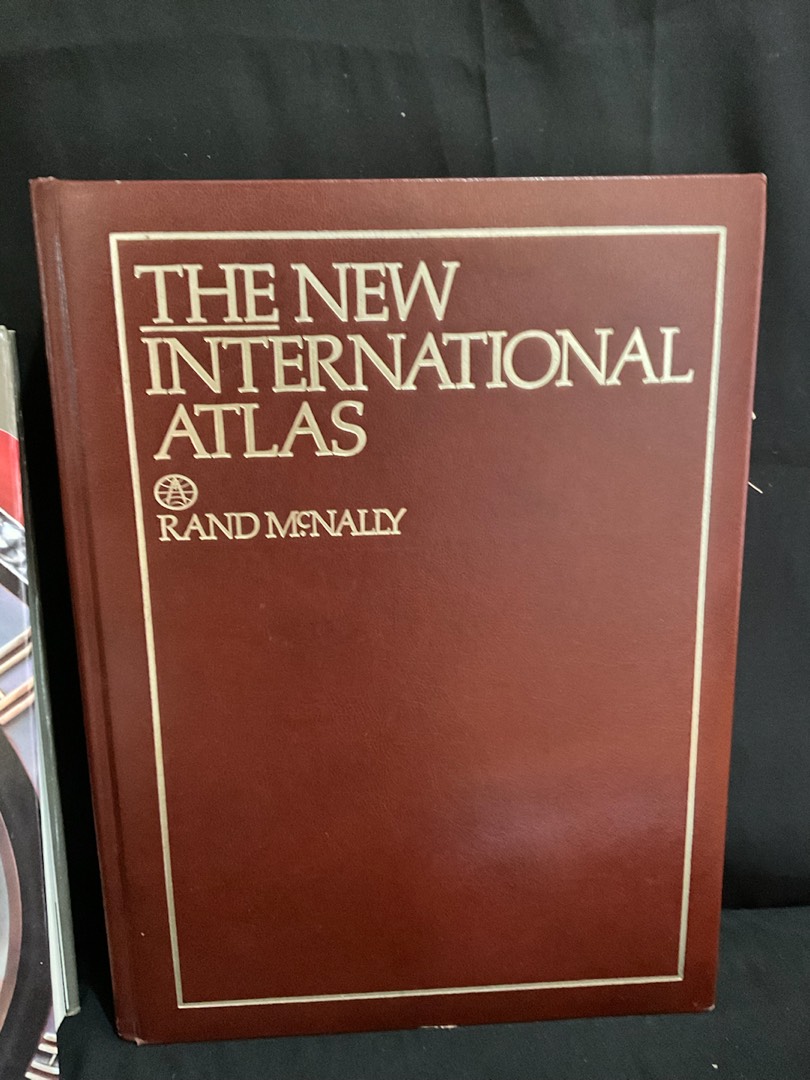 THE NEW
INTERNATIONAL
ATLAS
RAND McNALLY